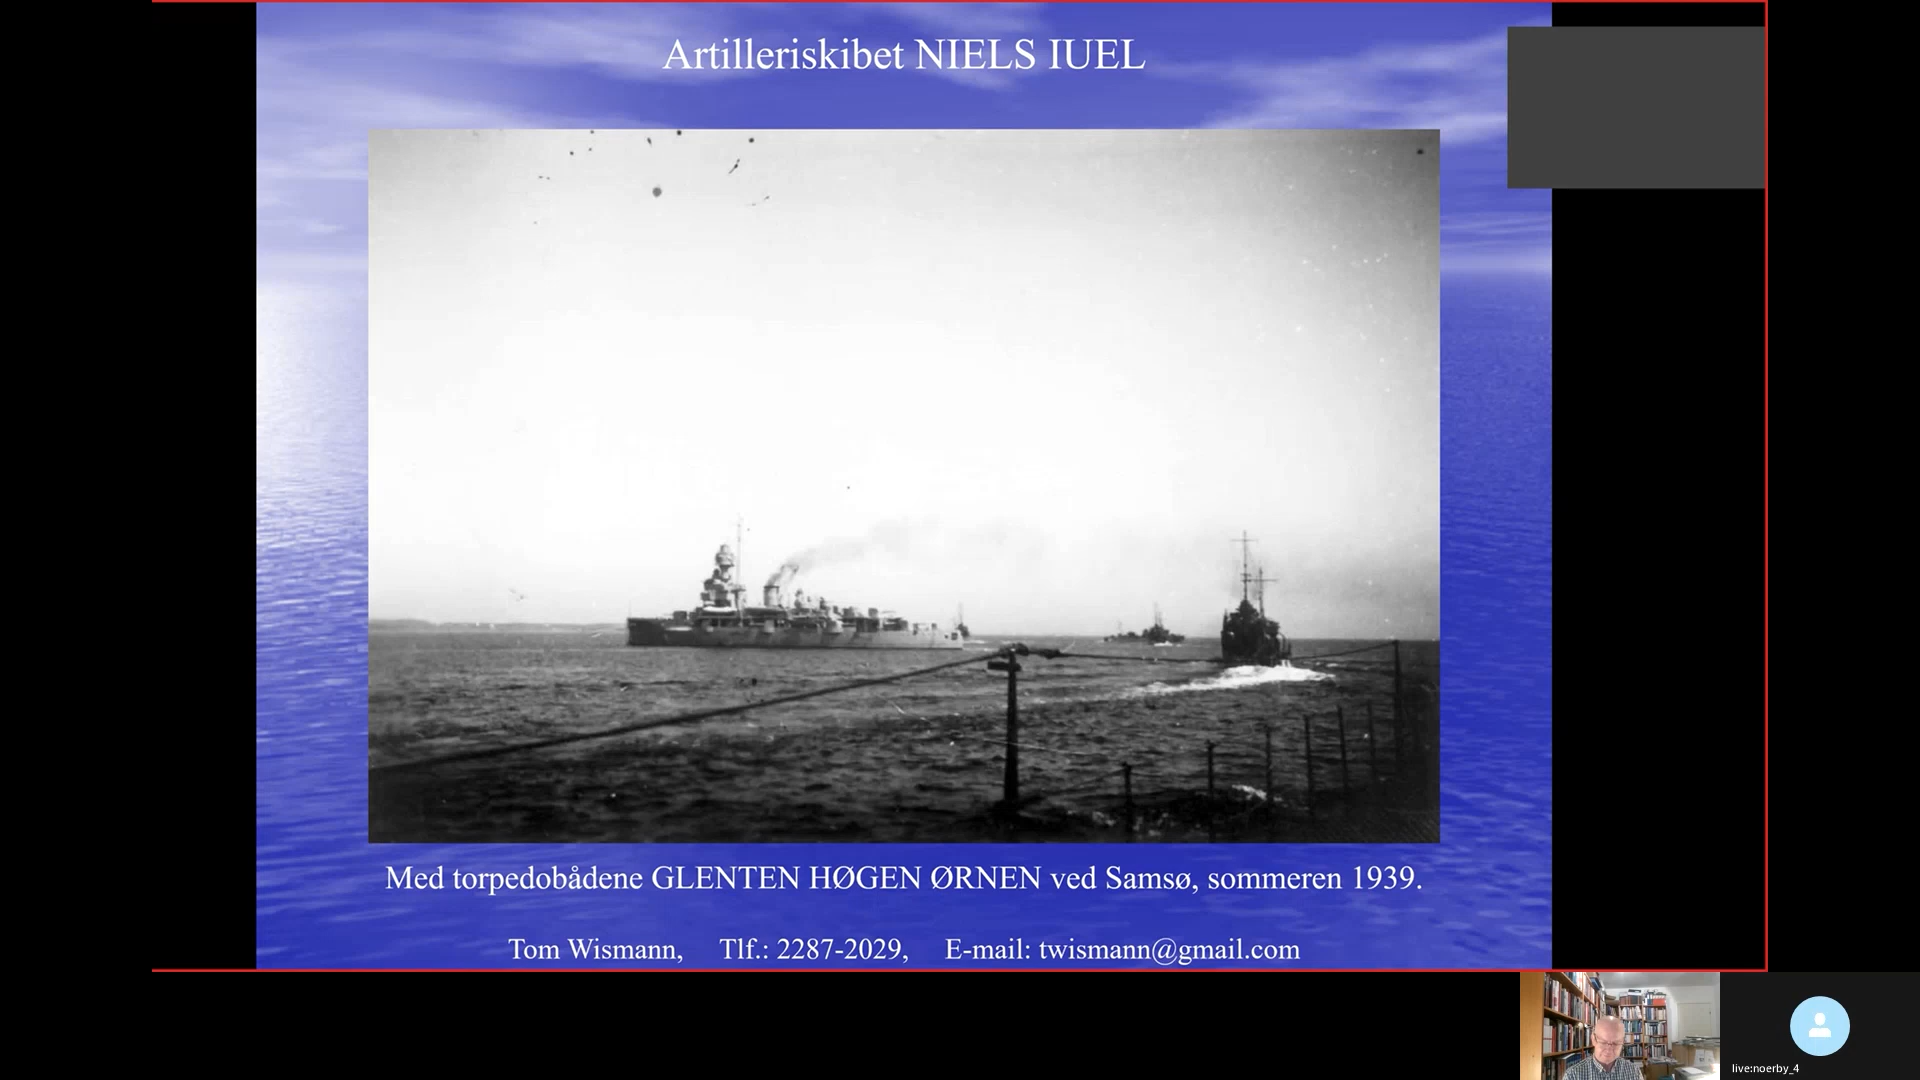 Artilleriskibet NIELS IUEL
Med torpedobådene GLENTEN HØGEN ØRNEN ved Samsø, sommeren 1939.
Tom Wismann, Tlf.: 2287-2029, E-mail: twismann@gmail.com
live:noerby_4